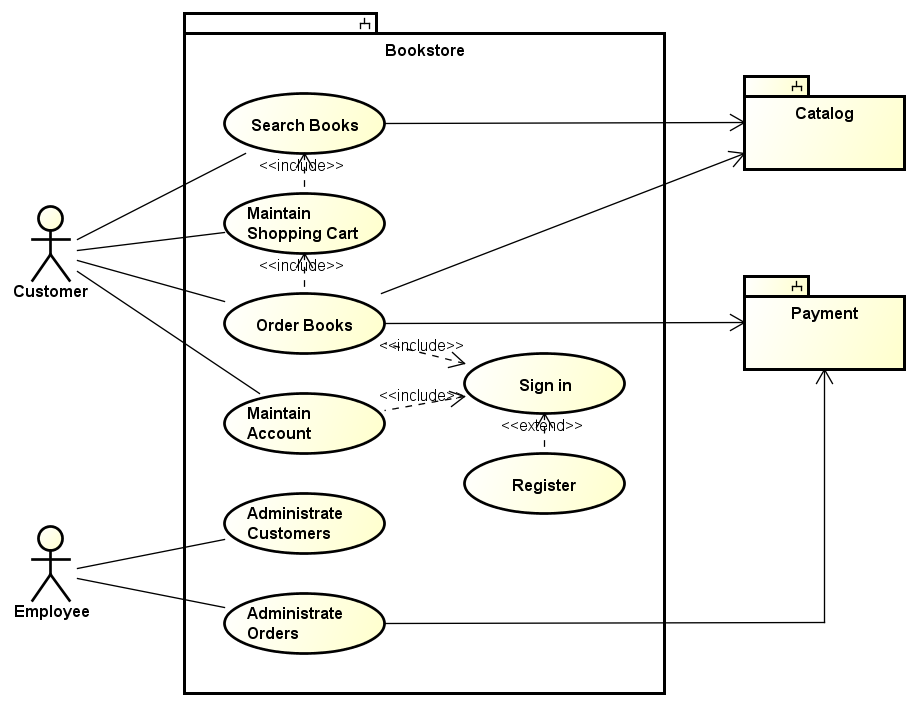 Bookstore
Search Books
Catalog
<<include>>
Maintain
Shopping Cart
<<include>>
Customer
Order Books
Payment
<<include>>
Sign in
<<include>>
Maintain
Account
<<extend>>
Register
Administrate
Customers
Employee
Administrate
Orders